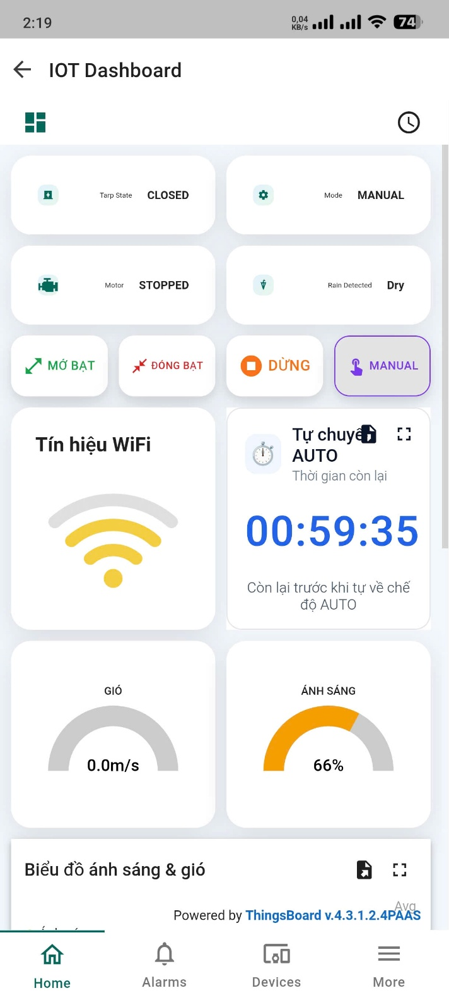 2:19
0,04
KB/s
74
IOT Dashboard
Tarp State CLOSED
Mode MANUAL
Motor STOPPED
Rain Detected Dry
MỞ BẠT
ĐÓNG BẠT
DỪNG
MANUAL
Tín hiệu WiFi
Tự chuyể
AUTO
Thời gian còn lại
00:59:35
Còn lại trước khi tự về chế
độ AUTO
GIÓ
0.0m/s
ÁNH SÁNG
66%
Biểu đồ ánh sáng & gió
Avg
Powered by ThingsBoard v.4.3.1.2.4PAAS
Home
Alarms
Devices
More